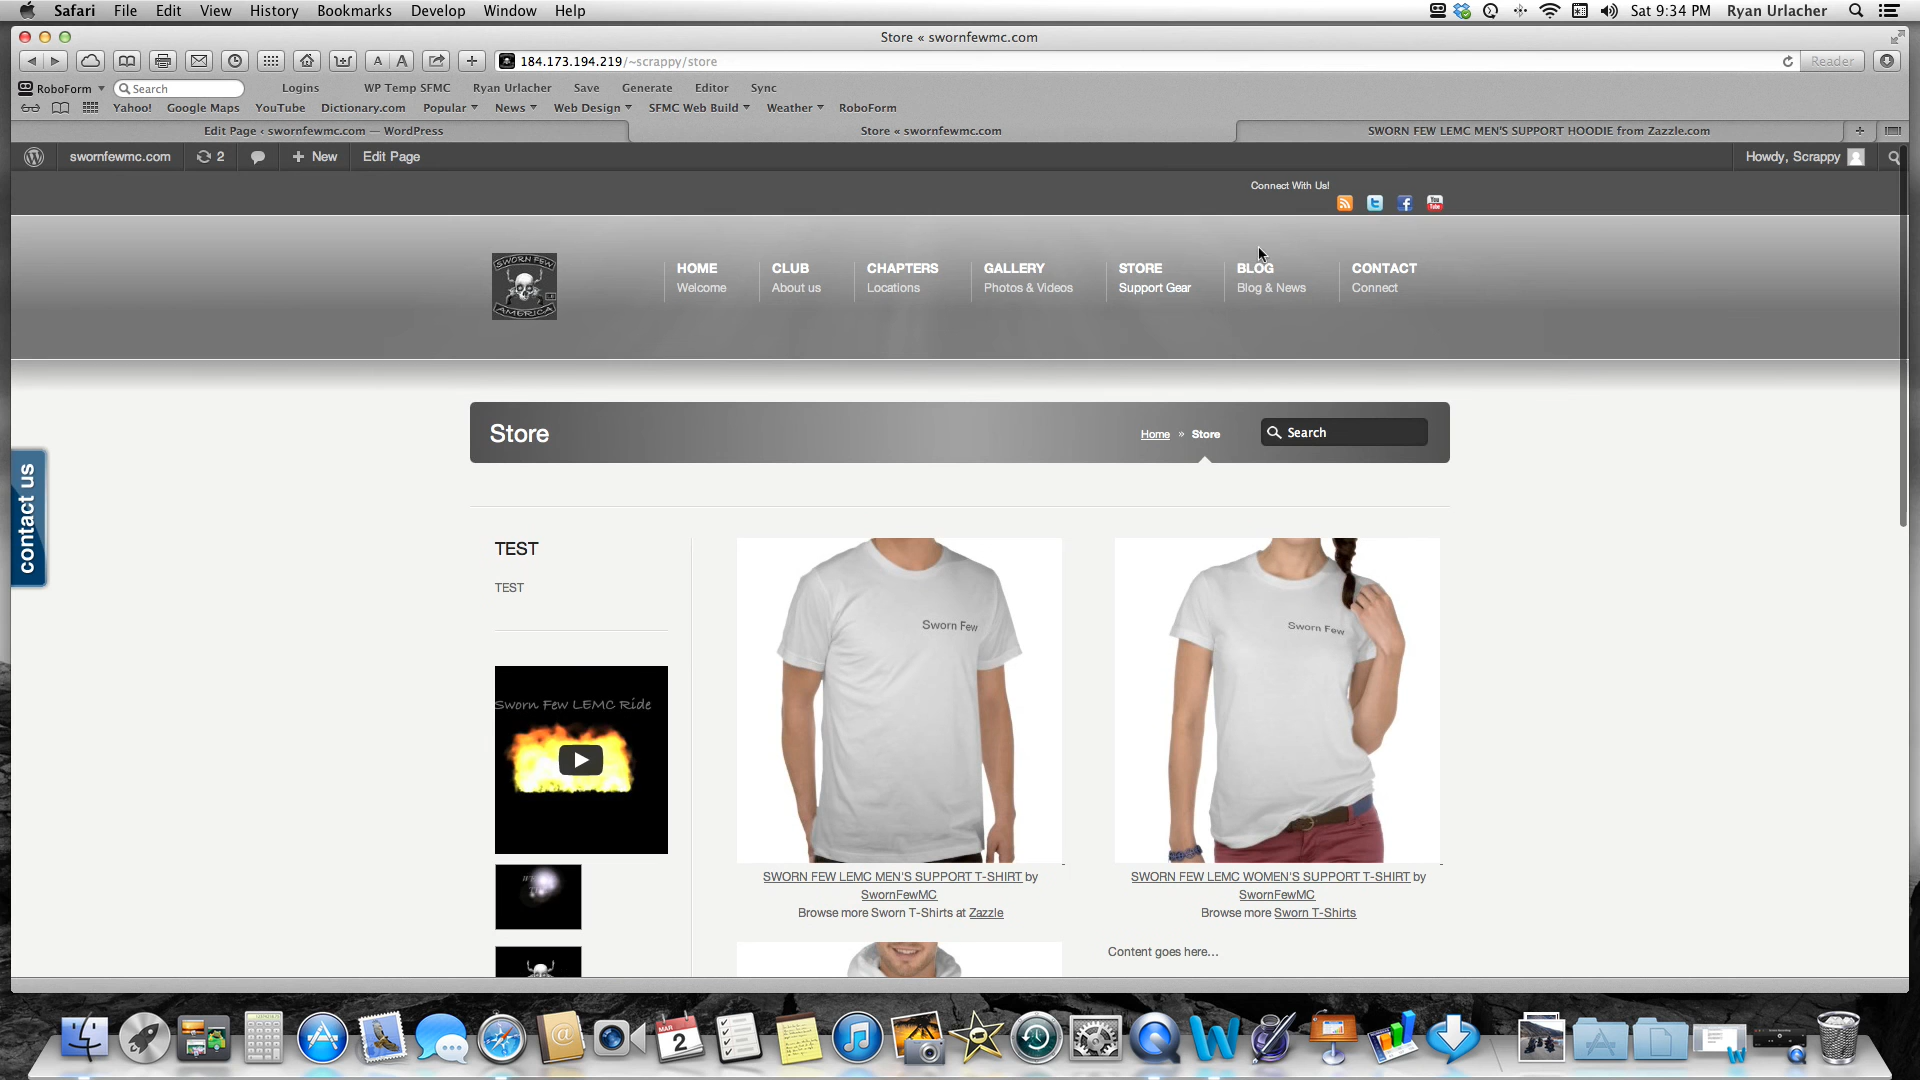 Safari File Edit View History Bookmarks Develop Window Help Sat 9:34 PM Ryan Urlacher
Store « swornfewmc.com
A A 184.173.194.219/~scrappy/store Reader
RoboForm Search Logins WP Temp SFMC Ryan Urlacher Save Generate Editor Sync
Yahoo! Google Maps YouTube Dictionary.com Popular News Web Design SFMC Web Build Weather RoboForm
Edit Page ‹ swornfewmc.com — WordPress Store « swornfewmc.com SWORN FEW LEMC MEN'S SUPPORT HOODIE from Zazzle.com
swornfewmc.com 2 + New Edit Page Howdy, Scrappy
Connect With Us!
You Tube
SWORN FEW
AMERICA
HOME CLUB CHAPTERS GALLERY STORE BLOG CONTACT
Welcome About us Locations Photos & Videos Support Gear Blog & News Connect
Store Home » Store Search
contact us
TEST
TEST
Sworn Few
Sworn Few
Sworn Few LEMC Ride
SWORN FEW LEMC MEN'S SUPPORT T-SHIRT by
SwornFewMC
Browse more Sworn T-Shirts at Zazzle
SWORN FEW LEMC WOMEN'S SUPPORT T-SHIRT by
SwornFewMC
Browse more Sworn T-Shirts
Content goes here...
MAR
2